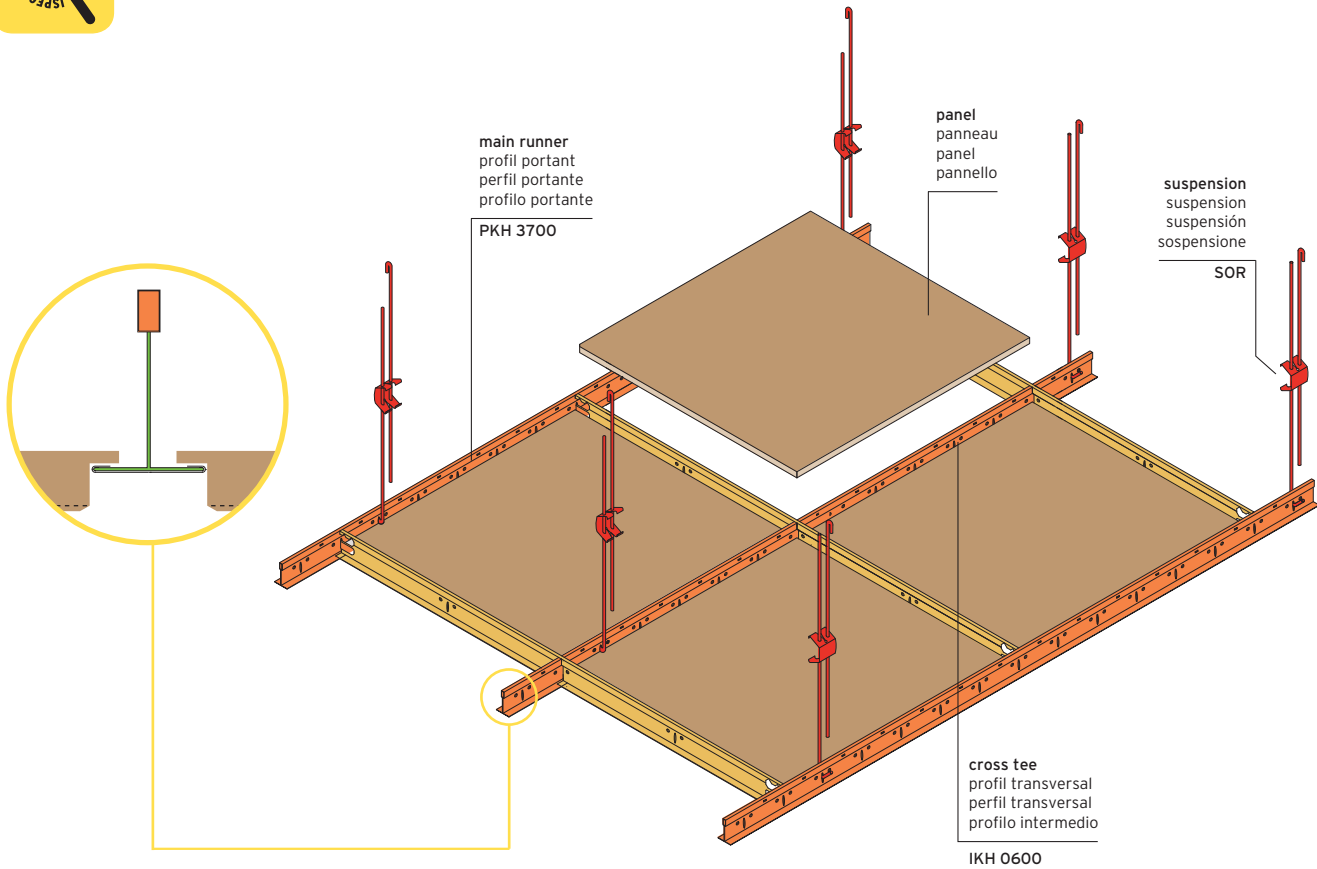 main runner
profil portant
perfil portante
profilo portante
PKH 3700
panel
panneau
panel
pannello
suspension
suspension
suspensión
sospensione
SOR
cross tee
profil transversal
perfil transversal
profilo intermedio
IKH 0600